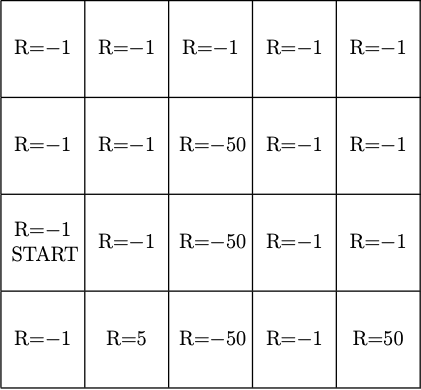 R=−1 R=−1 R=−1 R=−1 R=−1
R=−1 R=−1 R=−50 R=−1 R=−1
R=−1
START R=−1 R=−50 R=−1 R=−1
R=−1 R=5 R=−50 R=−1 R=50